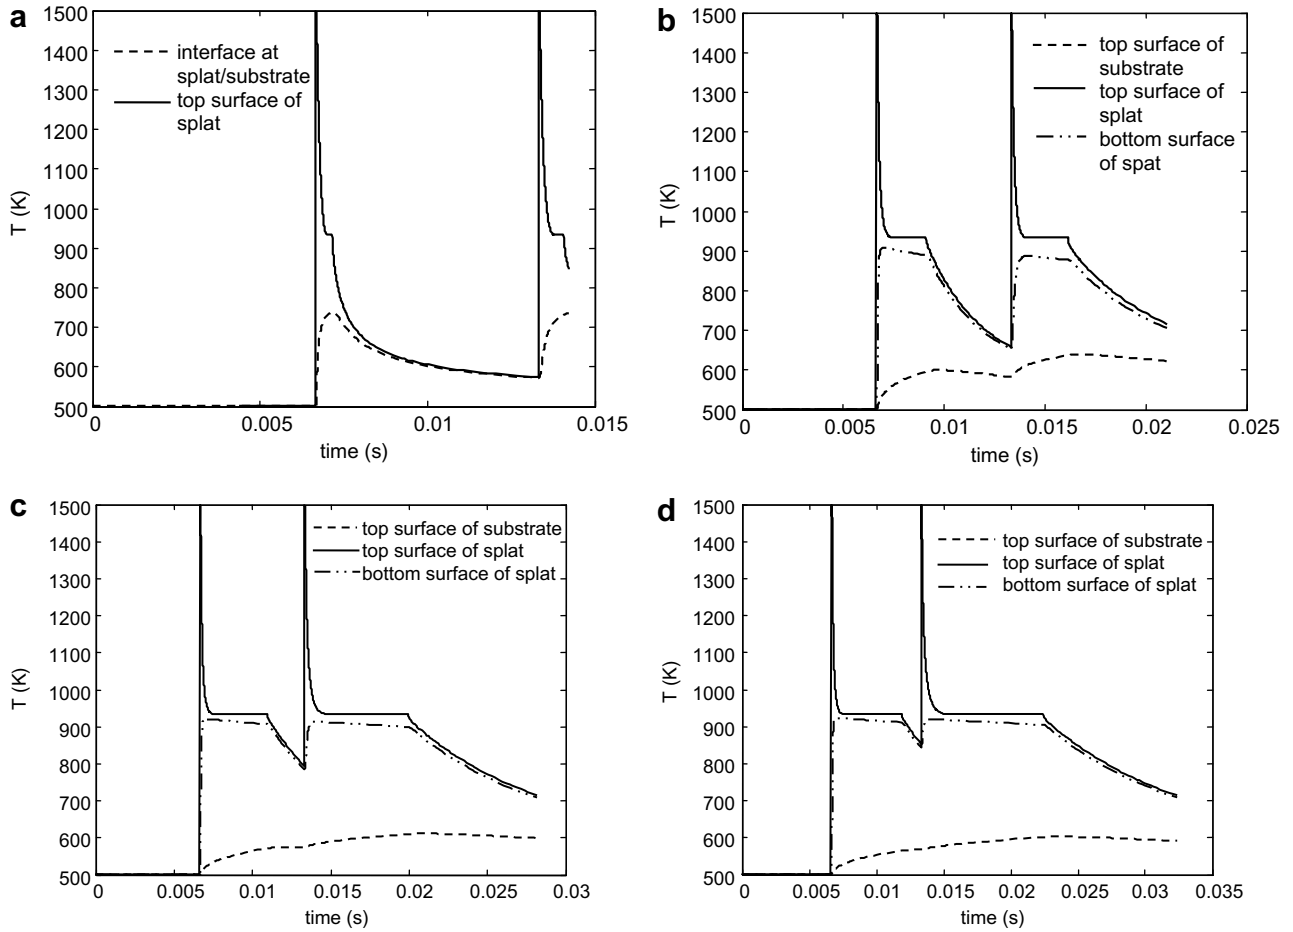 a
1500
1400
1300
1200
1100
1000
900
800
700
600
500
T (K)
interface at
splat/substrate
top surface of
splat
0
0.005
0.01
0.015
time (s)
b
1500
1400
1300
1200
1100
1000
900
800
700
600
500
T (K)
top surface of
substrate
top surface of
splat
bottom surface
of spat
0
0.005
0.01
0.015
0.02
0.025
time (s)
c
1500
1400
1300
1200
1100
1000
900
800
700
600
500
T (K)
top surface of substrate
top surface of splat
bottom surface of splat
0
0.005
0.01
0.015
0.02
0.025
0.03
time (s)
d
1500
1400
1300
1200
1100
1000
900
800
700
600
500
T (K)
top surface of substrate
top surface of splat
bottom surface of splat
0
0.005
0.01
0.015
0.02
0.025
0.03
0.035
time (s)